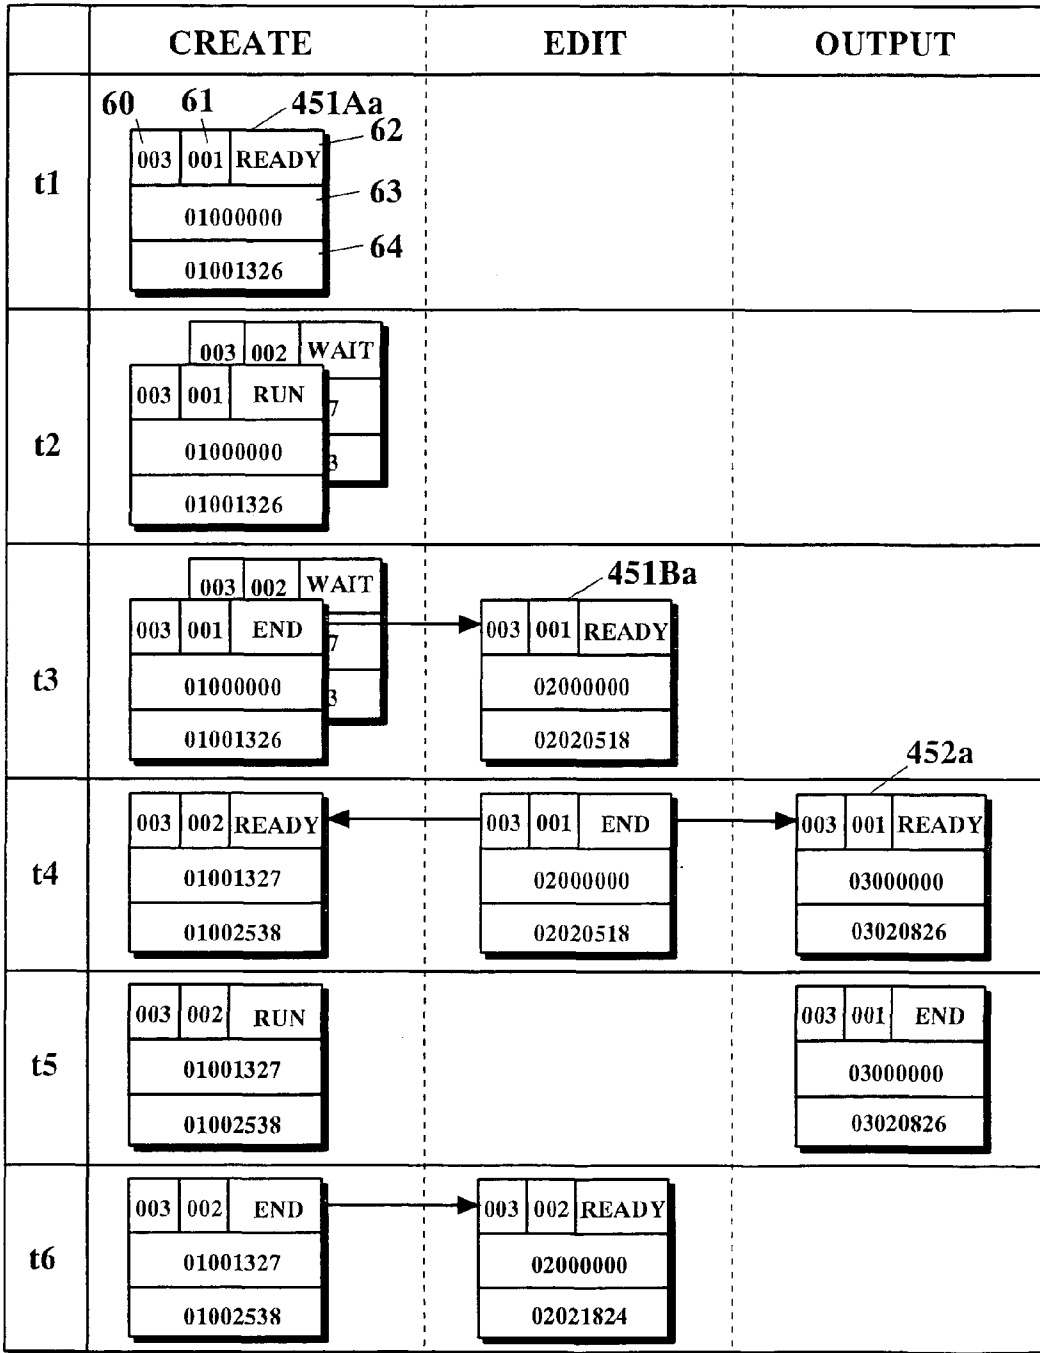 CREATE EDIT OUTPUT
t1
60 61 451Aa
62
003 001 READY
63
01000000
64
01001326
t2
003 002 WAIT
003 001 RUN
7
01000000
3
01001326
t3
003 002 WAIT
451Ba
003 001 END
003 001 READY
7
01000000
02000000
3
01001326
02020518
452a
t4
003 002 READY
003 001 END
003 001 READY
01001327
02000000
03000000
01002538
02020518
03020826
t5
003 002 RUN
003 001 END
01001327
03000000
01002538
03020826
t6
003 002 END
003 002 READY
01001327
02000000
01002538
02021824